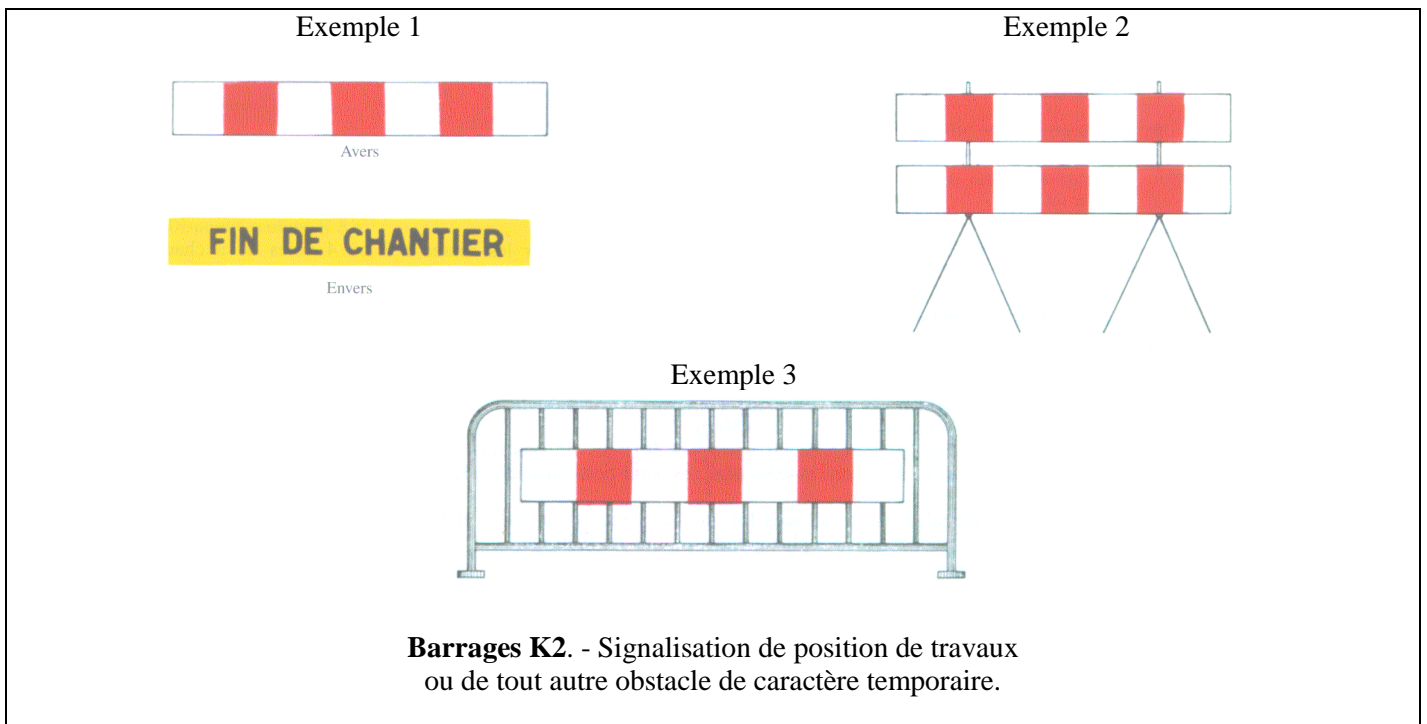 Exemple 1
Exemple 2
Avers
FIN DE CHANTIER
Envers
Exemple 3
Barrages K2. - Signalisation de position de travaux
ou de tout autre obstacle de caractère temporaire.